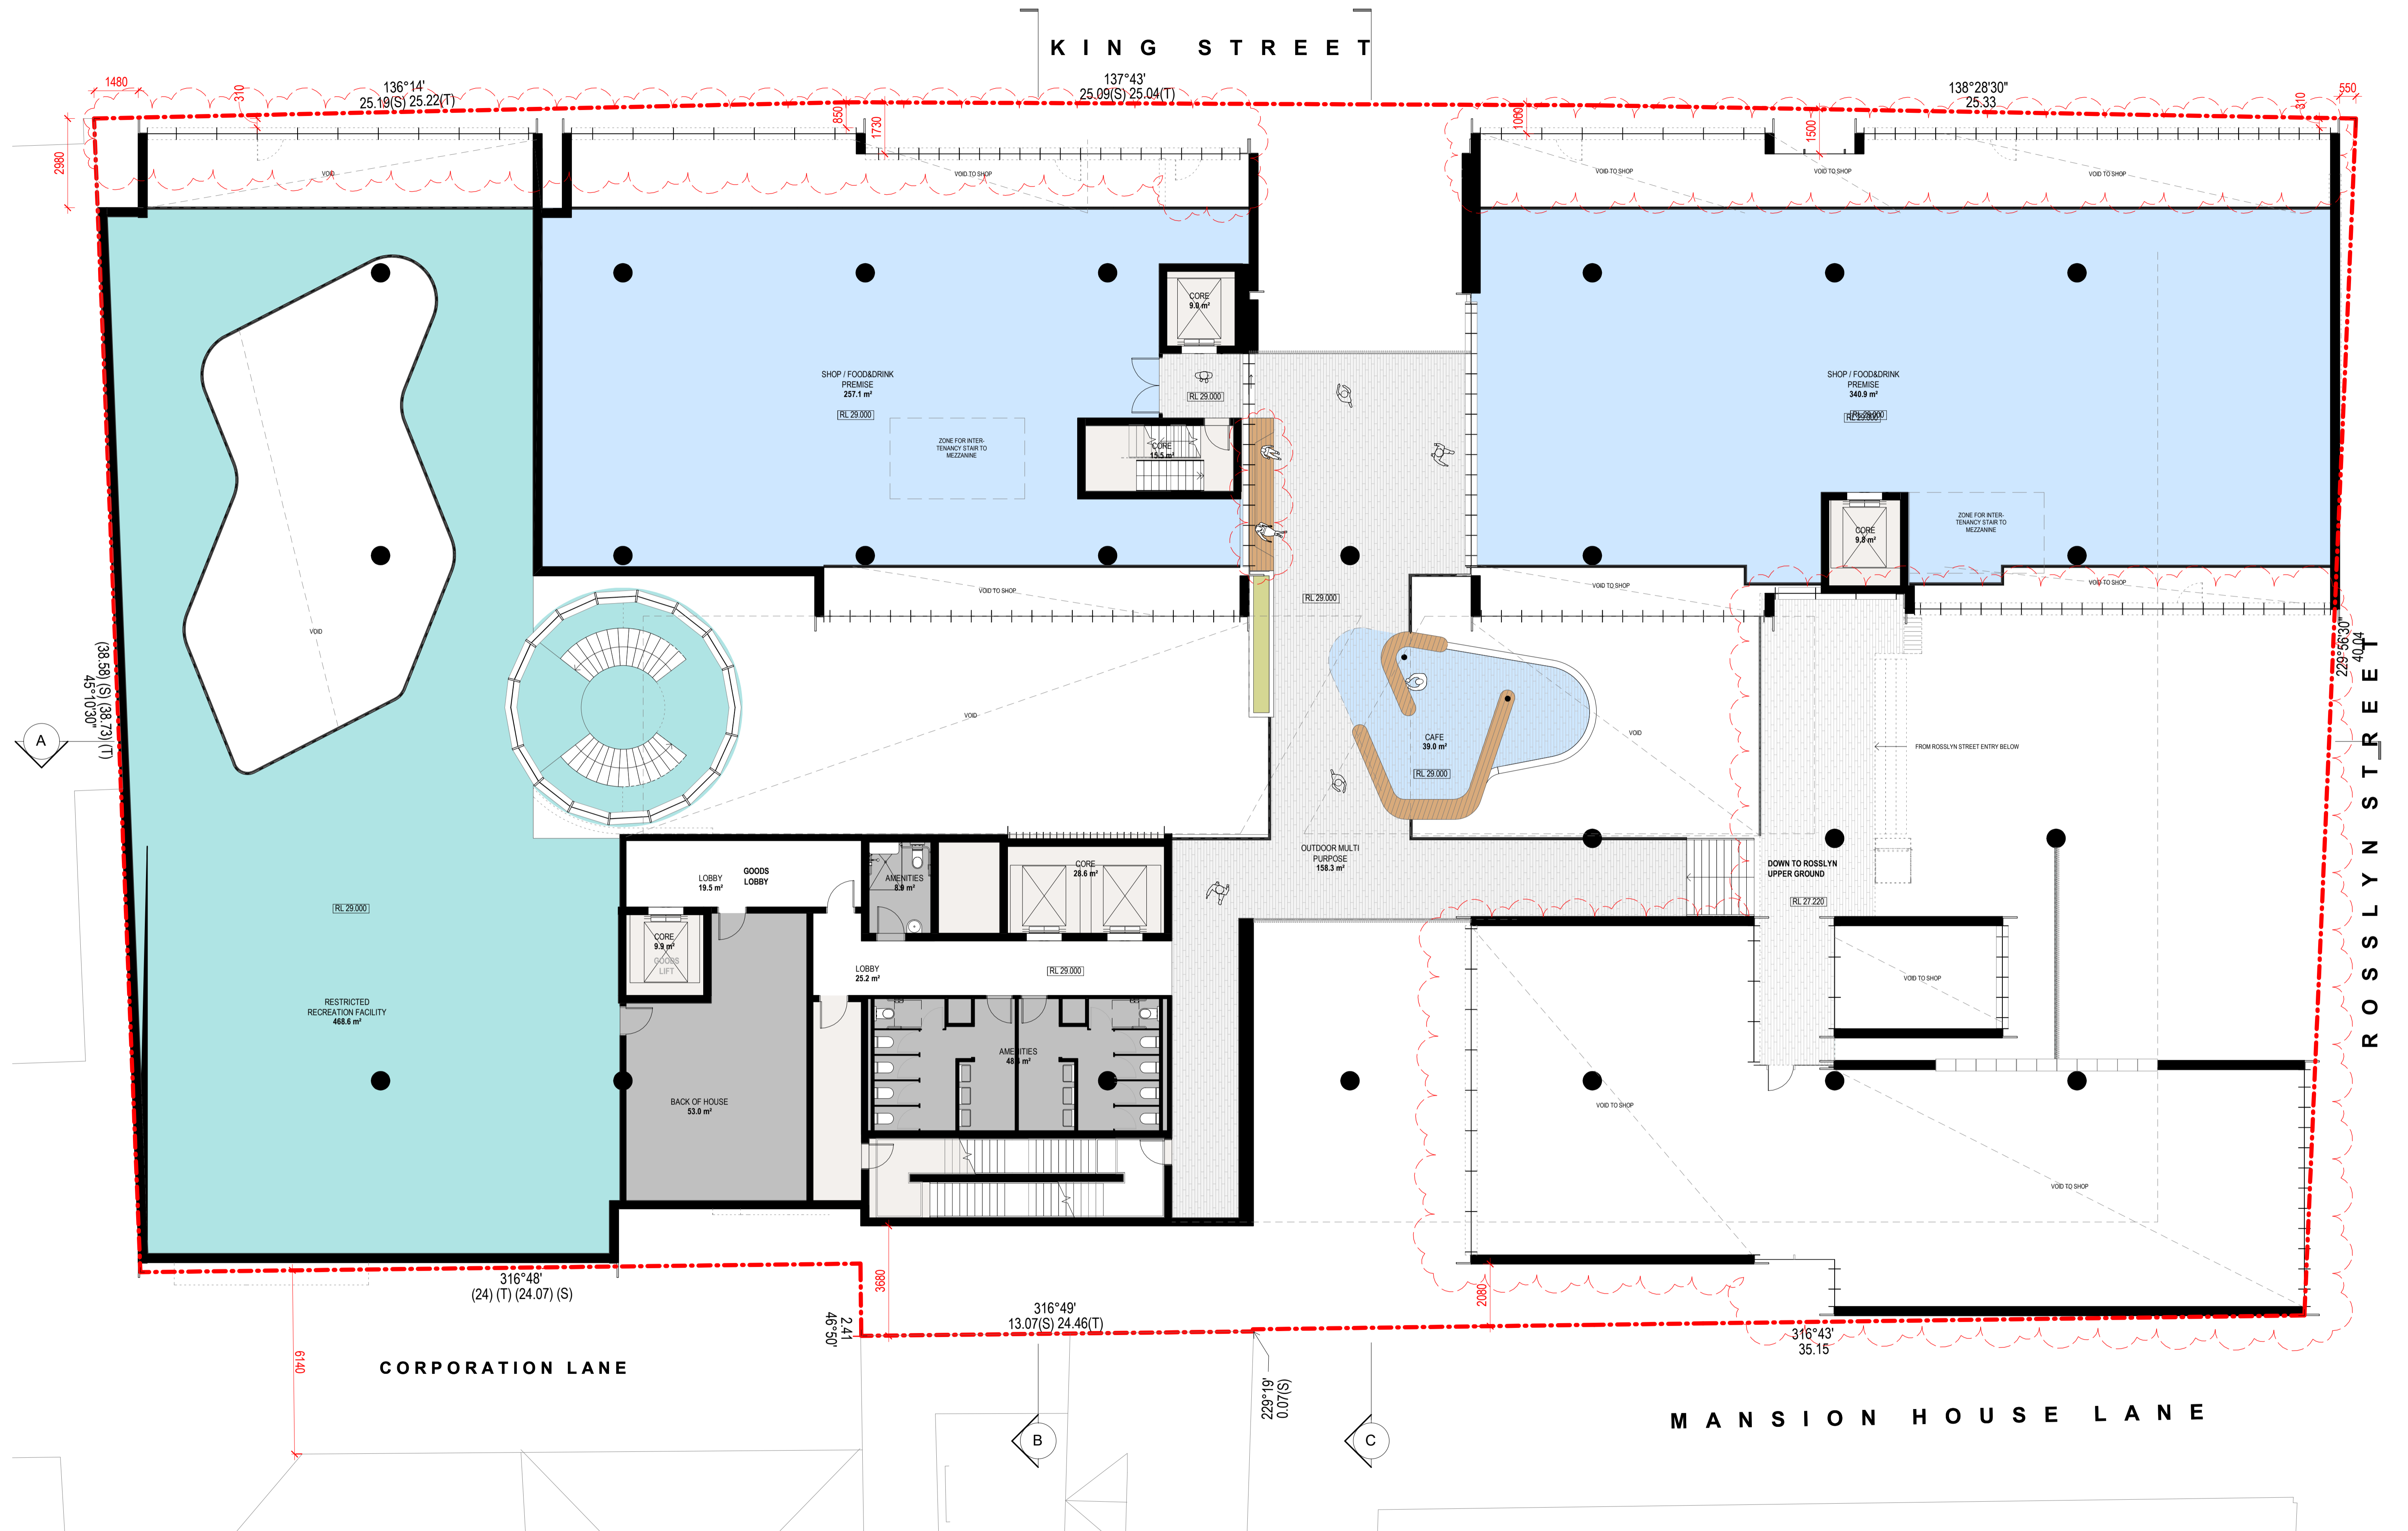 KING STREET
136°14'
25.19(S) 25.22(T)
137°43'
25.09(S) 25.04(T)
138°28'30"
25.33
1480
310
850
1730
1000
1500
310
550
2980
VOID
VOID TO SHOP
VOID TO SHOP
VOID TO SHOP
VOID TO SHOP
CORE
9.0 m²
SHOP / FOOD&DRINK
PREMISE
257.1 m²
RL 29.000
RL 29.000
SHOP / FOOD&DRINK
PREMISE
340.9 m²
RL 29.000
ZONE FOR INTER-
TENANCY STAIR TO
MEZZANINE
CORE
15.5 m²
ZONE FOR INTER-
TENANCY STAIR TO
MEZZANINE
CORE
9.8 m²
VOID TO SHOP
VOID TO SHOP
VOID TO SHOP
RL 29.000
VOID
VOID
VOID
CAFE
39.0 m²
RL 29.000
FROM ROSSLYN STREET ENTRY BELOW
229°56'30"
40.04
ROSSLYN STREET
A
(38.58) (S) (38.73) (T)
45°10'30"
OUTDOOR MULTI
PURPOSE
158.3 m²
DOWN TO ROSSLYN
UPPER GROUND
RL 27.220
LOBBY
19.5 m²
GOODS
LOBBY
AMENITIES
8.9 m²
CORE
28.6 m²
RL 29.000
CORE
9.9 m²
GOODS
LIFT
LOBBY
25.2 m²
RL 29.000
VOID TO SHOP
RESTRICTED
RECREATION FACILITY
468.6 m²
AMENITIES
BACK OF HOUSE
53.0 m²
VOID TO SHOP
VOID TO SHOP
316°48'
(24) (T) (24.07) (S)
2.41
46°50'
3680
316°49'
13.07(S) 24.46(T)
2080
316°43'
35.15
6140
CORPORATION LANE
229°19'
0.07(S)
MANSION HOUSE LANE
B
C